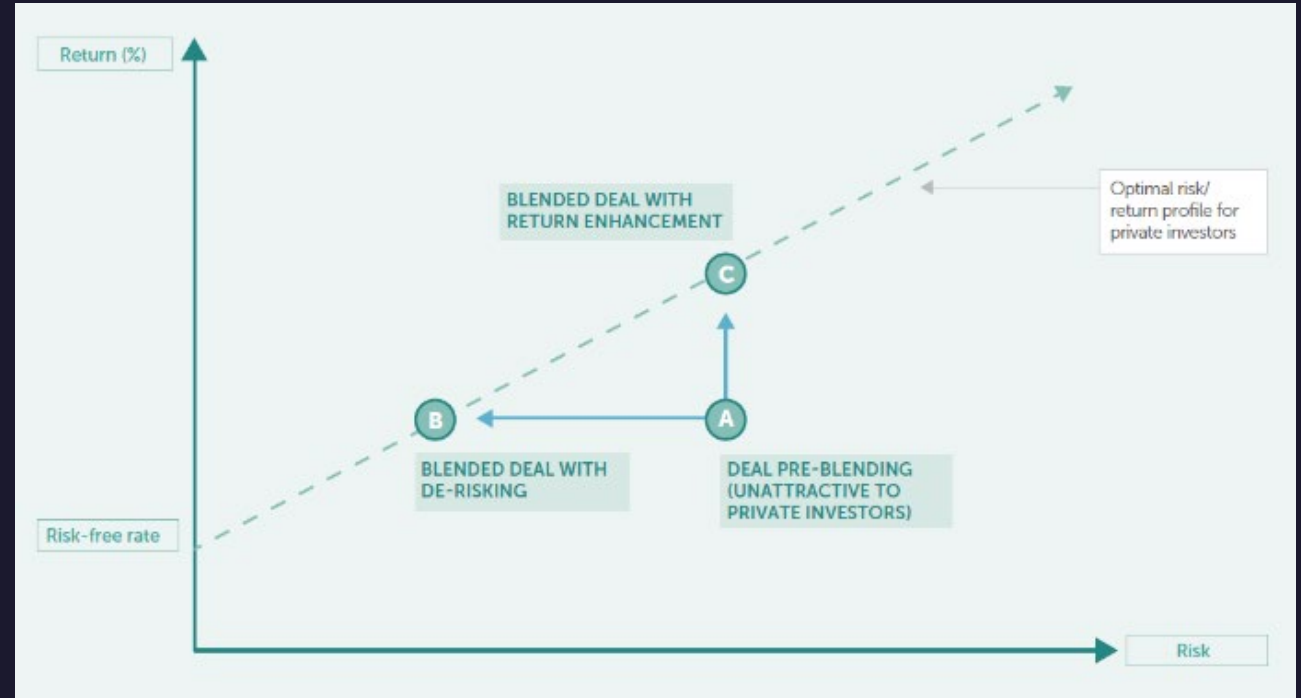 Return (%)
BLENDED DEAL WITH
RETURN ENHANCEMENT
Optimal risk/
return profile for
private investors
C
B
A
BLENDED DEAL WITH
DE-RISKING
DEAL PRE-BLENDING
(UNATTRACTIVE TO
PRIVATE INVESTORS)
Risk-free rate
Risk